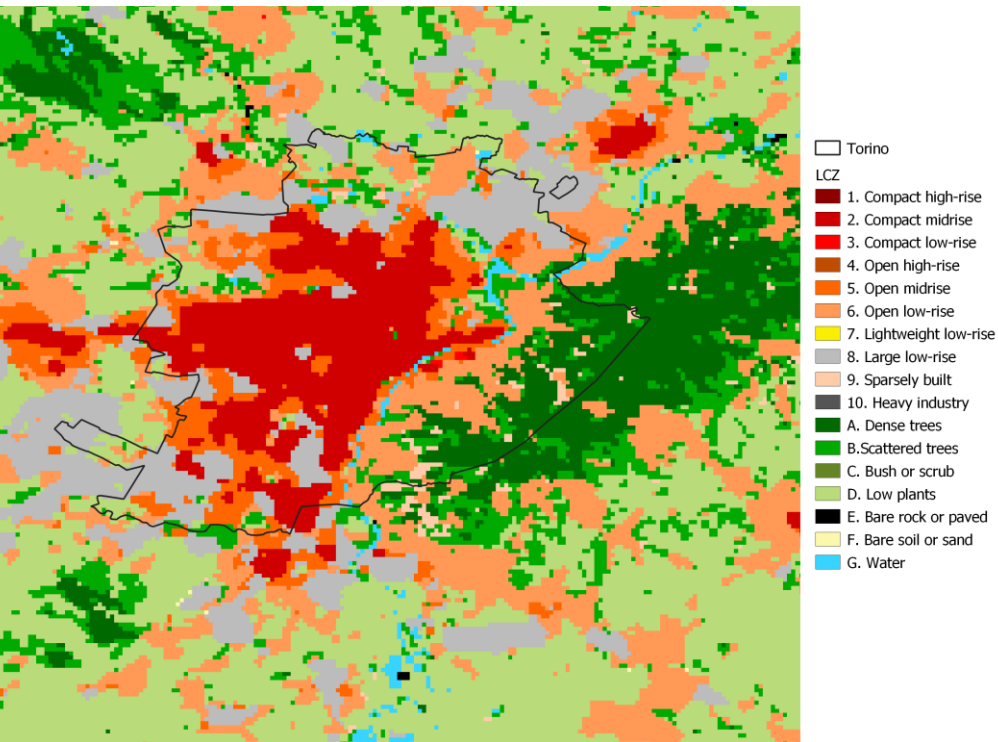 Torino
LCZ
1. Compact high-rise
2. Compact midrise
3. Compact low-rise
4. Open high-rise
5. Open midrise
6. Open low-rise
7. Lightweight low-rise
8. Large low-rise
9. Sparsely built
10. Heavy industry
A. Dense trees
B.Scattered trees
C. Bush or scrub
D. Low plants
E. Bare rock or paved
F. Bare soil or sand
G. Water